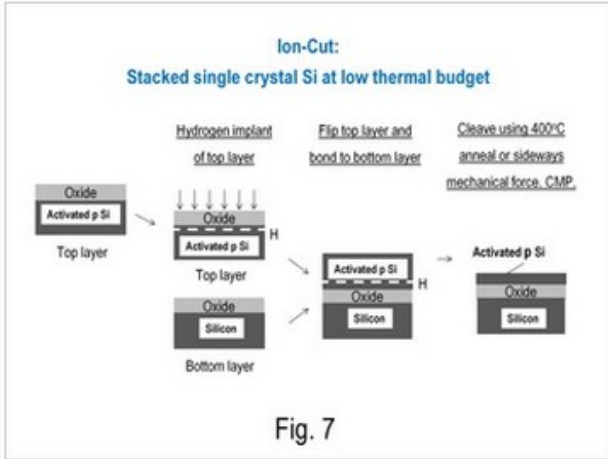 Ion-Cut:
Stacked single crystal Si at low thermal budget
Hydrogen implant
of top layer
Flip top layer and
bond to bottom layer
Cleave using 400°C
anneal or sideways
mechanical force. CMP.
Oxide
Activated p Si
Top layer
Oxide
H
Activated p Si
Top layer
Oxide
Silicon
Bottom layer
Activated p Si
H
Oxide
Silicon
Activated p Si
Oxide
Silicon
Fig. 7